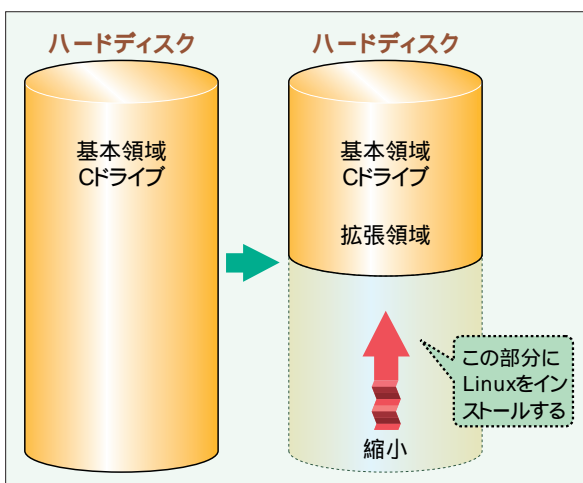 ハードディスク
基本領域
Cドライブ
ハードディスク
基本領域
Cドライブ
拡張領域
この部分に
Linuxをイン
ストールする
縮小